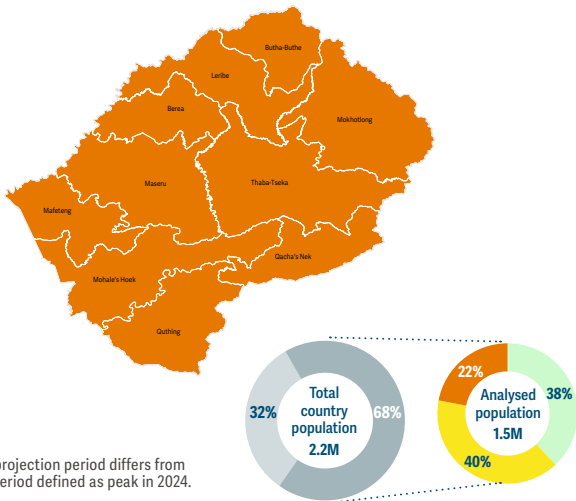 Butha-Buthe
Leribe
Berea
Mokhotlong
Maseru
Thaba-Tseka
Mafeteng
Qacha's Nek
Mohale's Hoek
Quthing
32%
Total
country
population
2.2M
68%
22%
38%
Analysed
population
1.5M
40%
projection period differs from
period defined as peak in 2024.